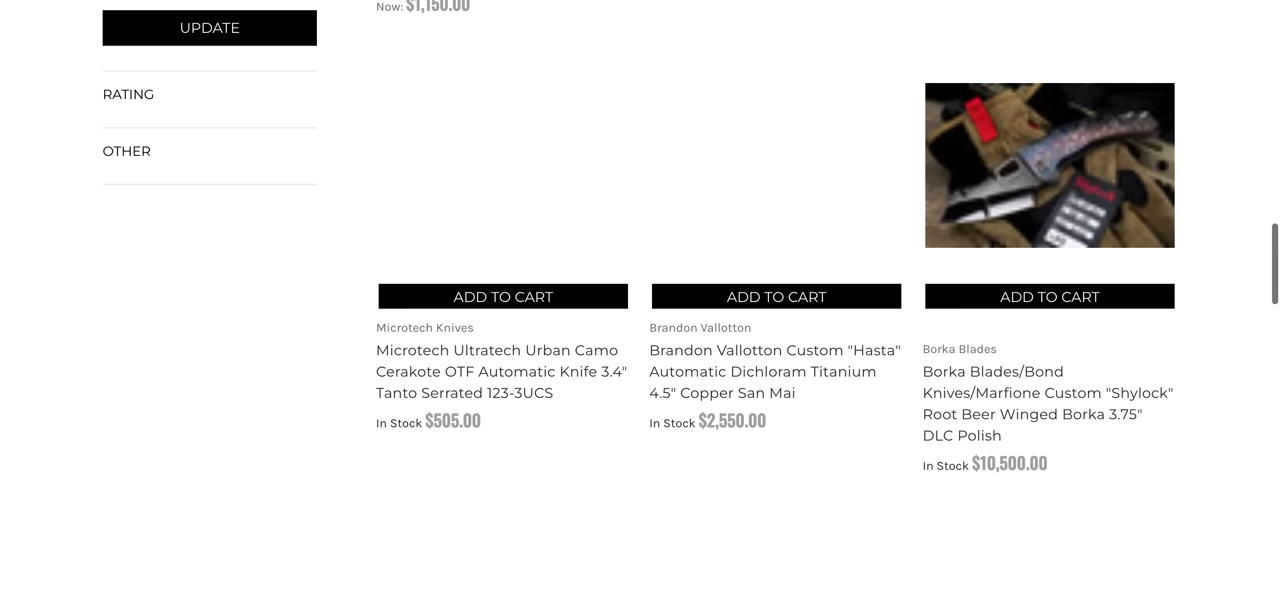 Now: $1,150.00
UPDATE
RATING
OTHER
ADD TO CART
Microtech Knives
Microtech Ultratech Urban Camo
Cerakote OTF Automatic Knife 3.4"
Tanto Serrated 123-3UCS
In Stock $505.00
ADD TO CART
Brandon Vallotton
Brandon Vallotton Custom "Hasta"
Automatic Dichloram Titanium
4.5" Copper San Mai
In Stock $2,550.00
ADD TO CART
Borka Blades
Borka Blades/Bond
Knives/Marfione Custom "Shylock"
Root Beer Winged Borka 3.75"
DLC Polish
In Stock $10,500.00